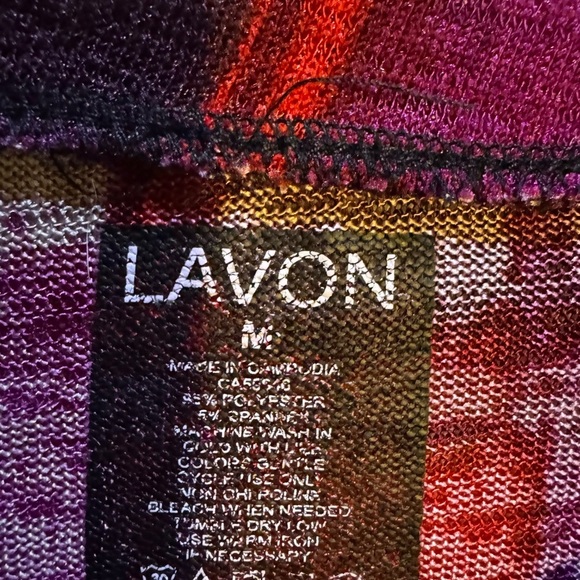 LAVON
M
MADE IN CAMBODIA
95% POLYESTER
5% SPANDEX
MACHINE WASH IN
COLD WITH LIKE
COLORS GENTLE
CYCLE USE ONLY
NON CHLORINE
BLEACH WHEN NEEDED
TUMBLE DRY LOW
USE WARM IRON
IF NECESSARY
30